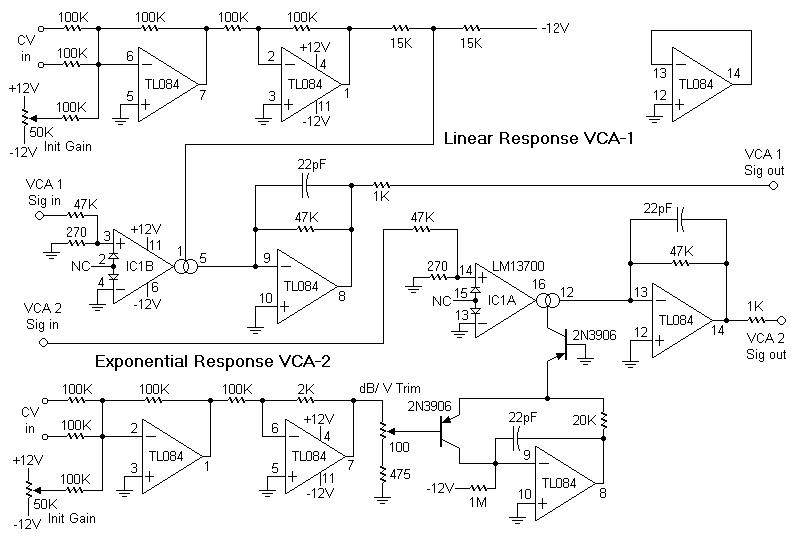 100K 100K 100K 100K
CV in
100K
+12V
100K
50K
-12V
Init Gain
6
5
TL084
7
2
3
+12V
4
TL084
11
-12V
1
15K 15K
-12V
13
12
TL084
14
Linear Response VCA-1
VCA 1
Sig in
47K
270
3
+12V
11
NC
2
4
IC1B
6
-12V
1
5
22pF
47K
9
10
TL084
8
1K
VCA 1
Sig out
VCA 2
Sig in
47K
270
14
LM13700
NC
15
13
IC1A
16
12
22pF
47K
13
12
TL084
14
1K
VCA 2
Sig out
2N3906
Exponential Response VCA-2
100K 100K 100K 2K
CV in
100K
+12V
100K
50K
-12V
Init Gain
2
3
TL084
1
6
5
+12V
4
TL084
11
-12V
7
dB/ V Trim
100
475
2N3906
22pF
20K
-12V
1M
9
10
TL084
8